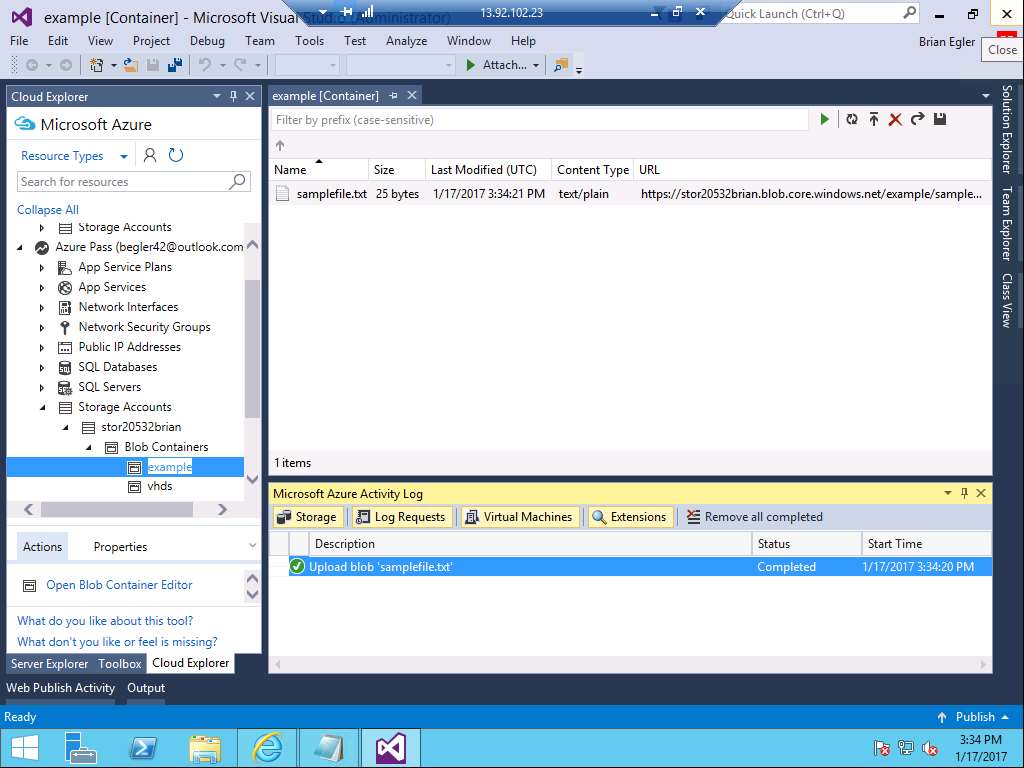 example [Container] - Microsoft Visual Studio (Administrator)
13.92.102.23
Quick Launch (Ctrl+Q)
File Edit View Project Debug Team Tools Test Analyze Window Help
Brian Egler
Close
Attach...
Cloud Explorer
Microsoft Azure
Resource Types
Search for resources
Collapse All
Storage Accounts
Azure Pass (begler42@outlook.com
App Service Plans
App Services
Network Interfaces
Network Security Groups
Public IP Addresses
SQL Databases
SQL Servers
Storage Accounts
stor20532brian
Blob Containers
example
vhds
Actions Properties
Open Blob Container Editor
What do you like about this tool?
What don't you like or feel is missing?
Server Explorer Toolbox Cloud Explorer
example [Container]
Filter by prefix (case-sensitive)
Name Size Last Modified (UTC) Content Type URL
samplefile.txt 25 bytes 1/17/2017 3:34:21 PM text/plain https://stor20532brian.blob.core.windows.net/example/sample...
1 items
Microsoft Azure Activity Log
Storage Log Requests Virtual Machines Extensions Remove all completed
Description Status Start Time
Upload blob 'samplefile.txt' Completed 1/17/2017 3:34:20 PM
Solution Explorer
Team Explorer
Class View
Web Publish Activity Output
Ready
Publish
3:34 PM
1/17/2017